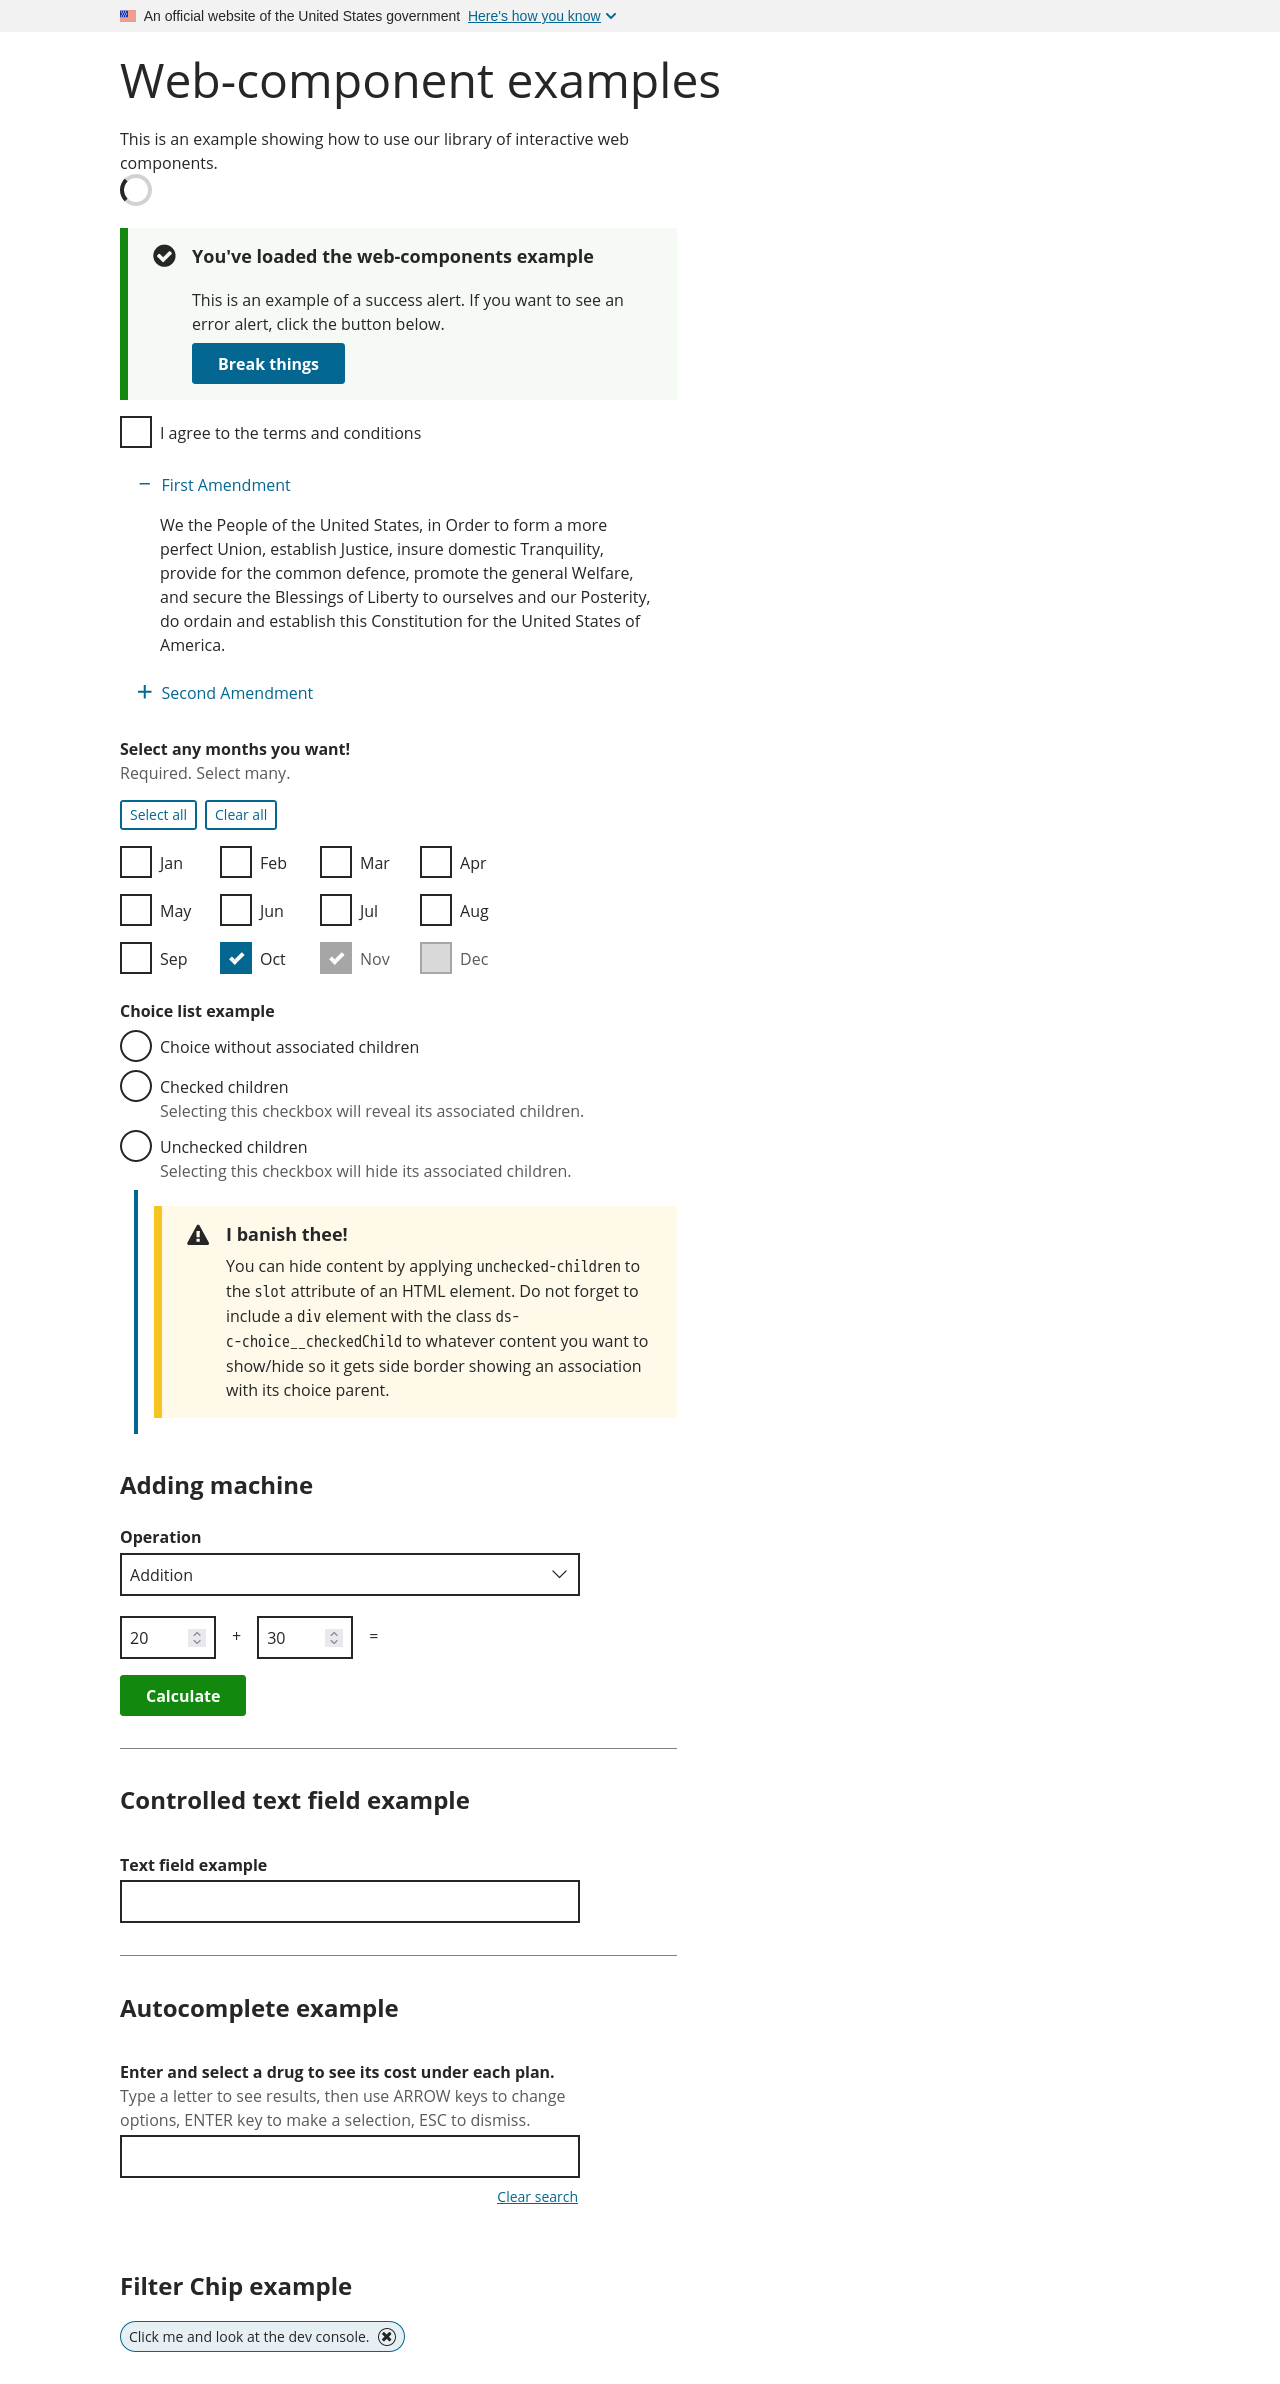 An official website of the United States government Here's how you know
Web-component examples
This is an example showing how to use our library of interactive web
components.
You've loaded the web-components example
This is an example of a success alert. If you want to see an
error alert, click the button below.
Break things
I agree to the terms and conditions
First Amendment
We the People of the United States, in Order to form a more
perfect Union, establish Justice, insure domestic Tranquility,
provide for the common defence, promote the general Welfare,
and secure the Blessings of Liberty to ourselves and our Posterity,
do ordain and establish this Constitution for the United States of
America.
Second Amendment
Select any months you want!
Required. Select many.
Select all Clear all
Jan Feb Mar Apr
May Jun Jul Aug
Sep Oct Nov Dec
Choice list example
Choice without associated children
Checked children
Selecting this checkbox will reveal its associated children.
Unchecked children
Selecting this checkbox will hide its associated children.
I banish thee!
You can hide content by applying unchecked-children to
the slot attribute of an HTML element. Do not forget to
include a div element with the class ds-
c-choice__checkedChild to whatever content you want to
show/hide so it gets side border showing an association
with its choice parent.
Adding machine
Operation
Addition
20 + 30 =
Calculate
Controlled text field example
Text field example
Autocomplete example
Enter and select a drug to see its cost under each plan.
Type a letter to see results, then use ARROW keys to change
options, ENTER key to make a selection, ESC to dismiss.
Clear search
Filter Chip example
Click me and look at the dev console.